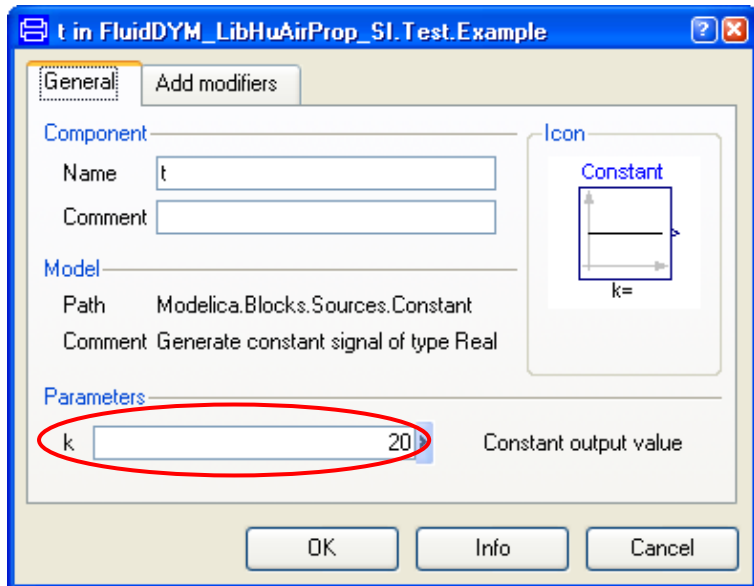 t in FluidDYM_LibHuAirProp_SI.Test.Example
General Add modifiers
Component
Name t
Comment
Icon
Constant
k=
Model
Path Modelica.Blocks.Sources.Constant
Comment Generate constant signal of type Real
Parameters
k 20 Constant output value
OK Info Cancel